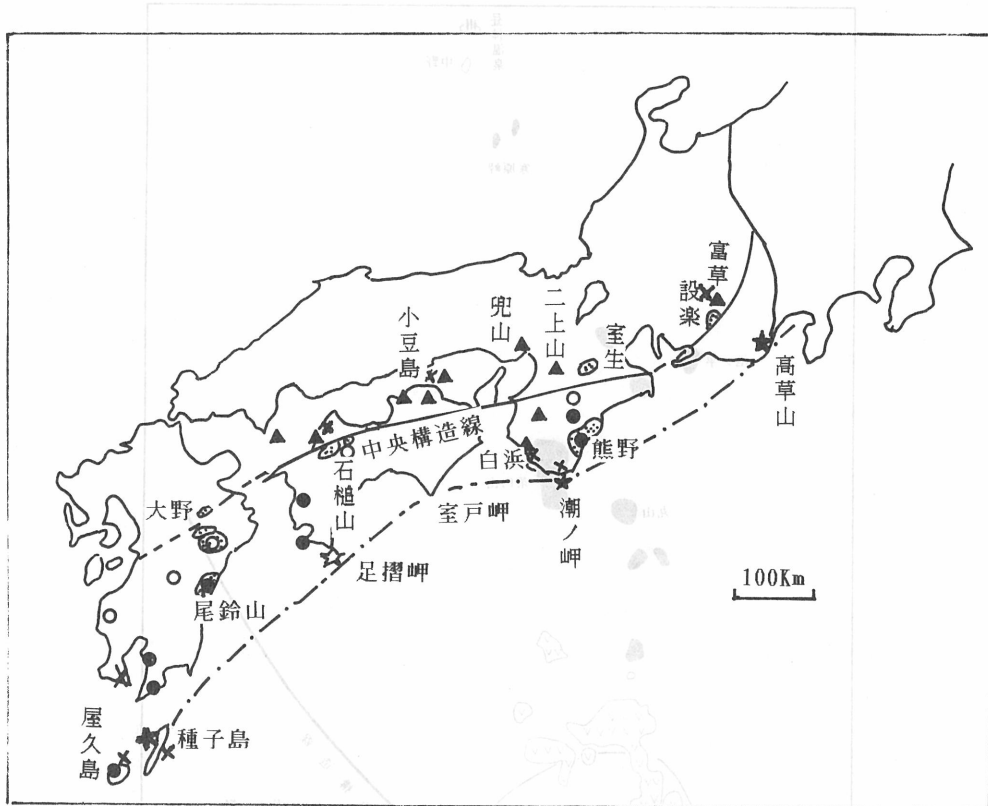 富草
設楽
二上山
兜山
小豆島
室生
高草山
中央構造線
熊野
白浜
石槌山
潮ノ岬
室戸岬
大野
足摺岬
尾鈴山
100Km
屋久島
種子島